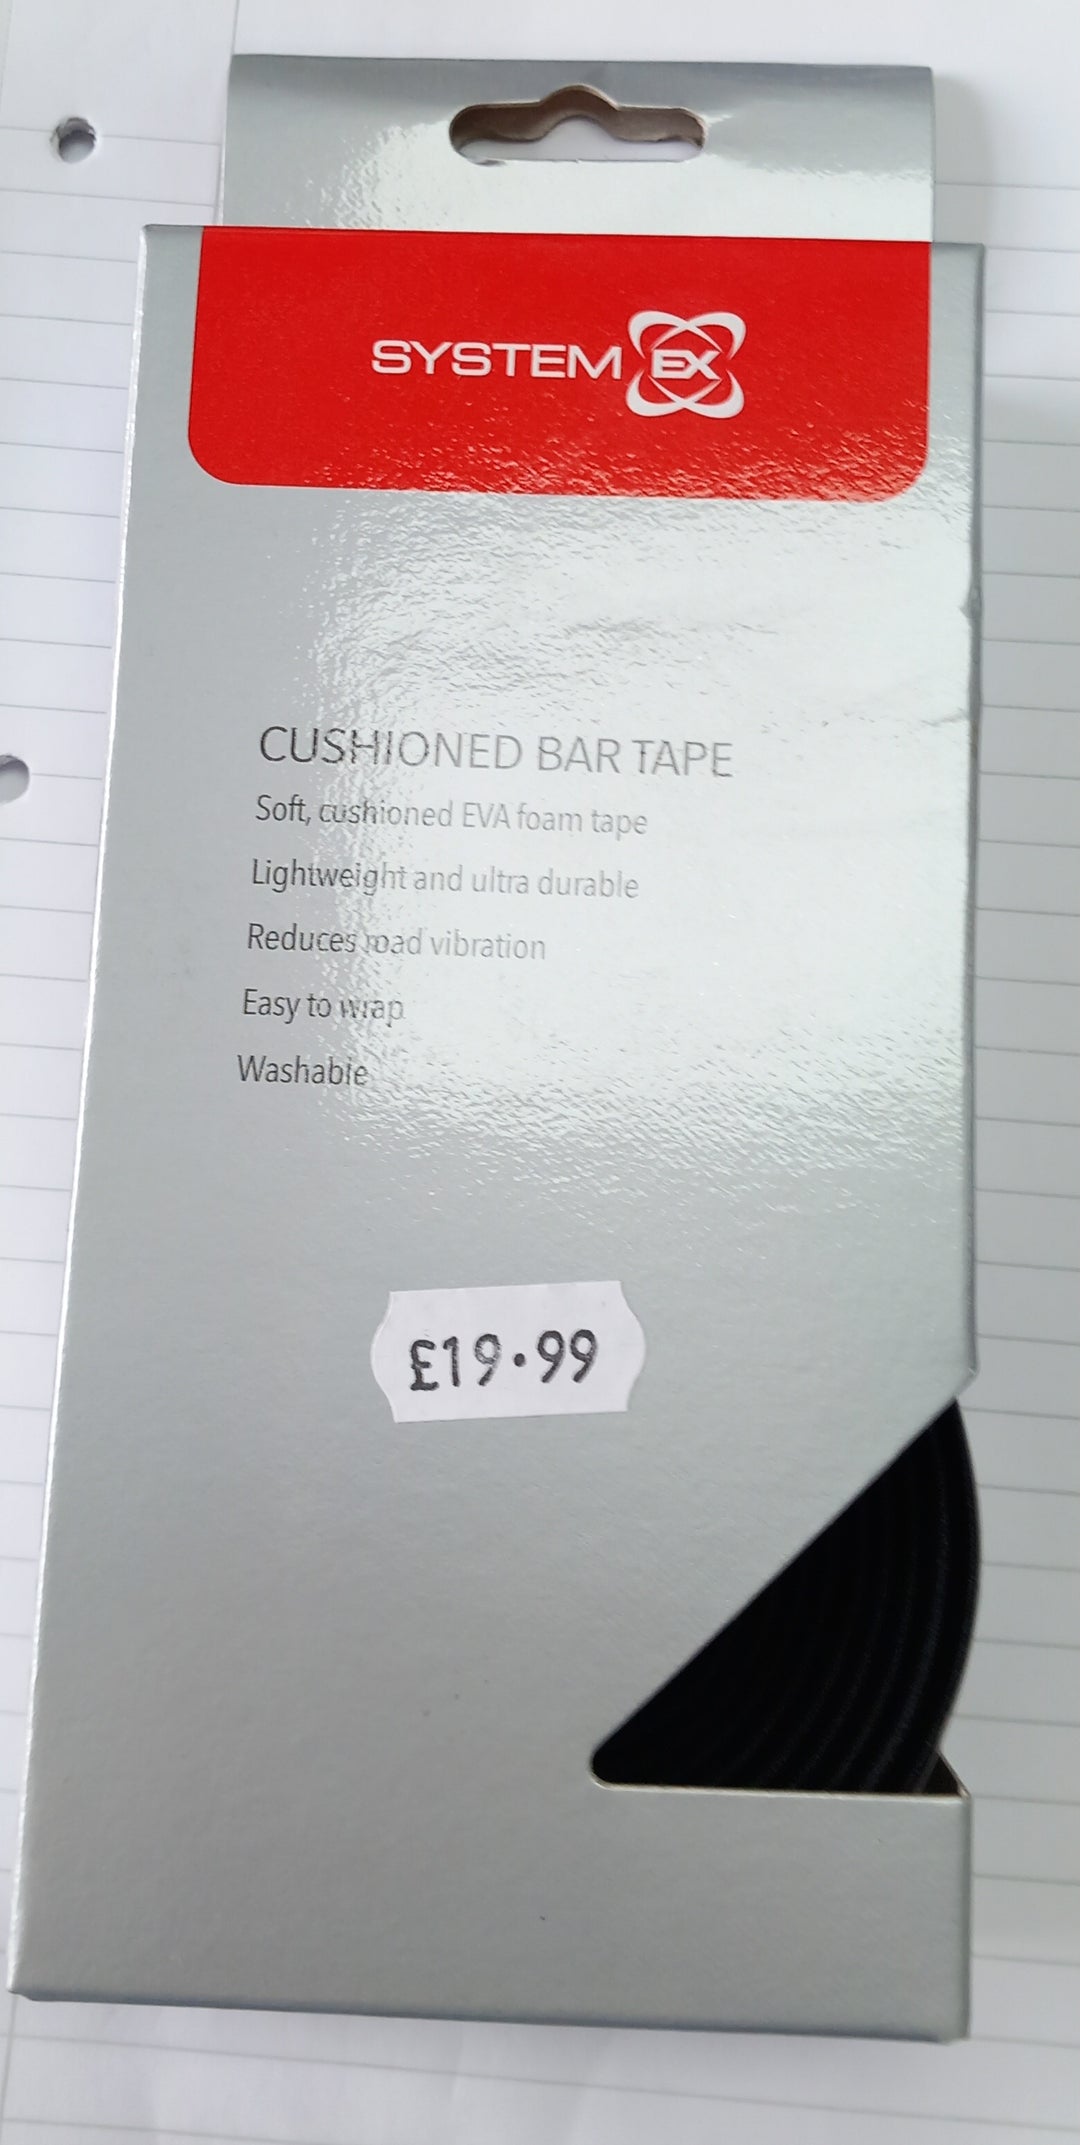 SYSTEM EX
CUSHIONED BAR TAPE
Soft, cushioned EVA foam tape
Lightweight and ultra durable
Reduces road vibration
Easy to wrap
Washable
£19.99